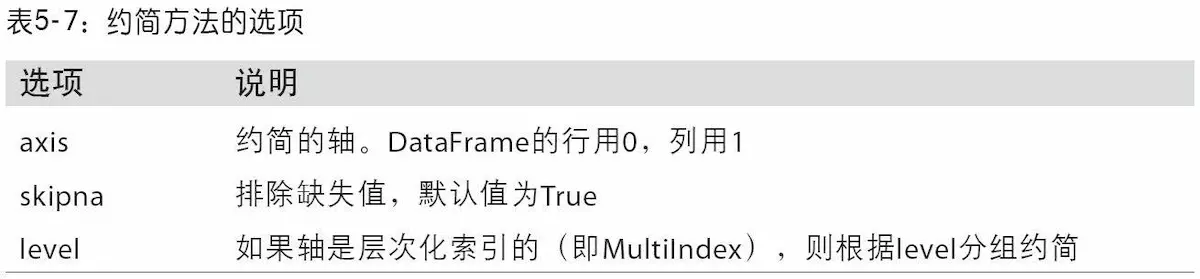 表5-7：约简方法的选项
选项 说明
axis 约简的轴。DataFrame的行用0，列用1
skipna 排除缺失值，默认值为True
level 如果轴是层次化索引的（即MultiIndex），则根据level分组约简